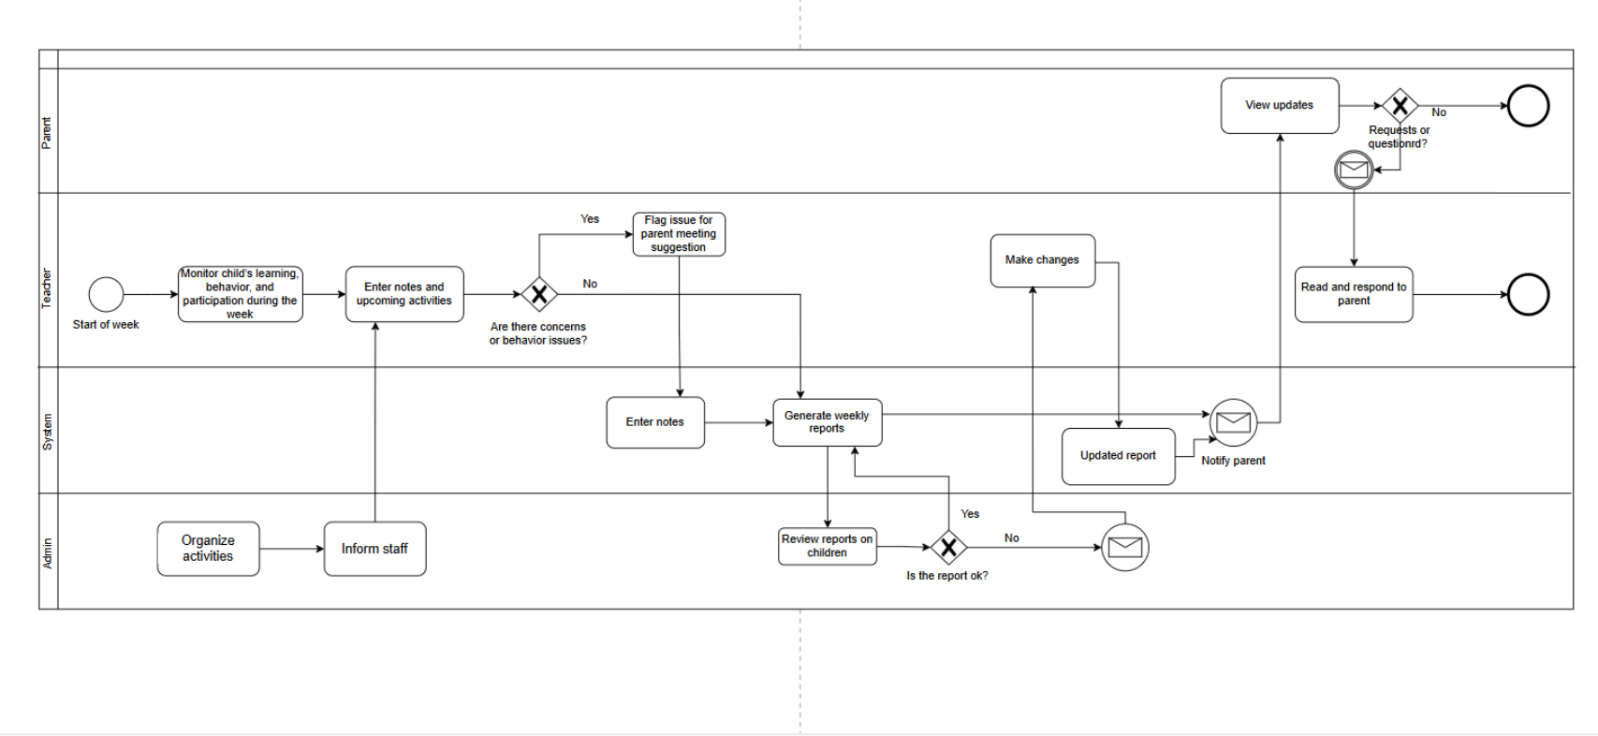 Parent
View updates
No
Requests or
questionrd?
Teacher
Start of week
Monitor child's learning,
behavior, and
participation during the
week
Enter notes and
upcoming activities
Are there concerns
or behavior issues?
Yes
Flag issue for
parent meeting
suggestion
No
Make changes
Read and respond to
parent
System
Enter notes
Generate weekly
reports
Updated report
Notify parent
Admin
Organize
activities
Inform staff
Review reports on
children
Yes
No
Is the report ok?